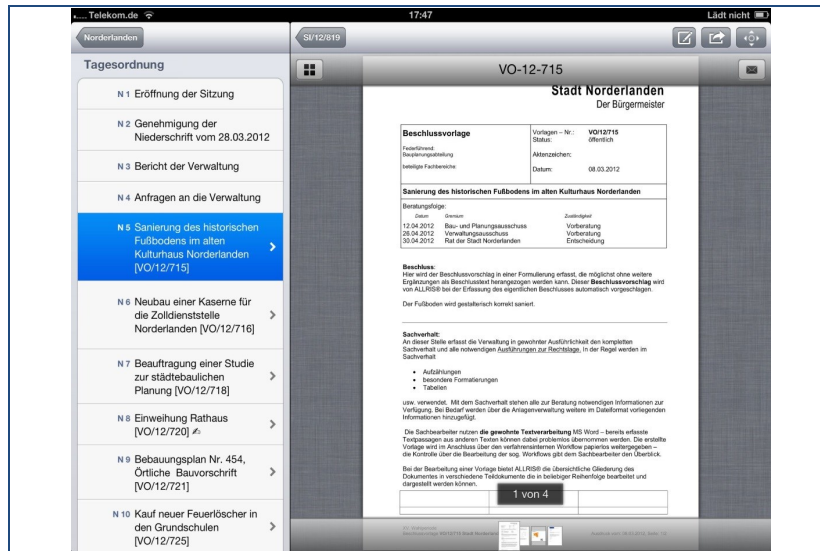 Telekom.de
17:47
Lädt nicht
Norderlanden
SI/12/819
Tagesordnung
VO-12-715
N 1 Eröffnung der Sitzung
N 2 Genehmigung der
Niederschrift vom 28.03.2012
N 3 Bericht der Verwaltung
N 4 Anfragen an die Verwaltung
N 5 Sanierung des historischen
Fußbodens im alten
Kulturhaus Norderlanden
[VO/12/715]
N 6 Neubau einer Kaserne für
die Zolldienststelle
Norderlanden [VO/12/716]
N 7 Beauftragung einer Studie
zur städtebaulichen
Planung [VO/12/718]
N 8 Einweihung Rathaus
[VO/12/720]
N 9 Bebauungsplan Nr. 454,
Örtliche Bauvorschrift
[VO/12/721]
N 10 Kauf neuer Feuerlöscher in
den Grundschulen
[VO/12/725]
Stadt Norderlanden
Der Bürgermeister
Beschlussvorlage
Vorlagen – Nr.: VO/12/715
Status: öffentlich
Federführend:
Bauplanungsabteilung
Aktenzeichen:
beteiligte Fachbereiche:
Datum: 08.03.2012
Sanierung des historischen Fußbodens im alten Kulturhaus Norderlanden
Beratungsfolge:
Datum Gremium Zuständigkeit
12.04.2012 Bau- und Planungsausschuss Vorberatung
26.04.2012 Verwaltungsausschuss Vorberatung
30.04.2012 Rat der Stadt Norderlanden Entscheidung
Beschluss:
Hier wird der Beschlussvorschlag in einer Formulierung erfasst, die möglichst ohne weitere
Ergänzungen als Beschlusstext herangezogen werden kann. Dieser Beschlussvorschlag wird
von ALLRIS® bei der Erfassung des eigentlichen Beschlusses automatisch vorgeschlagen.
Der Fußboden wird gestalterisch korrekt saniert.
Sachverhalt:
An dieser Stelle erfasst die Verwaltung in gewohnter Ausführlichkeit den kompletten
Sachverhalt und alle notwendigen Ausführungen zur Rechtslage. In der Regel werden im
Sachverhalt
• Aufzählungen
• besondere Formatierungen
• Tabellen
usw. verwendet. Mit dem Sachverhalt stehen alle zur Beratung notwendigen Informationen zur
Verfügung. Bei Bedarf werden über die Anlagenverwaltung weitere im Dateiformat vorliegenden
Informationen hinzugefügt.
Die Sachbearbeiter nutzen die gewohnte Textverarbeitung MS Word – bereits erfasste
Textpassagen aus anderen Texten können dabei problemlos übernommen werden. Die erstellte
Vorlage wird im Anschluss über den verfahrensinternen Workflow papierlos weitergegeben –
die Kontrolle über die Bearbeitung der sog. Workflows gibt dem Sachbearbeiter den Überblick.
Bei der Bearbeitung einer Vorlage bietet ALLRIS® die übersichtliche Gliederung des
Dokumentes in verschiedene Teildokumente die in beliebiger Reihenfolge bearbeitet und
dargestellt werden können.
1 von 4